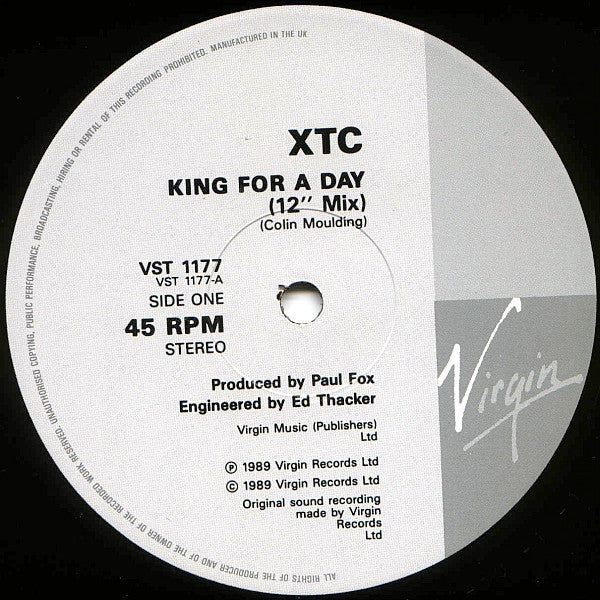 ALL RIGHTS OF THE PRODUCER AND OF THE OWNER OF THE RECORDED WORK RESERVED. UNAUTHORISED COPYING, PUBLIC PERFORMANCE, BROADCASTING, HIRING OR RENTAL OF THIS RECORDING PROHIBITED. MANUFACTURED IN THE UK
XTC
KING FOR A DAY
(12" Mix)
(Colin Moulding)
VST 1177
VST 1177-A
SIDE ONE
45 RPM
STEREO
Produced by Paul Fox
Engineered by Ed Thacker
Virgin Music (Publishers)
Ltd
℗ 1989 Virgin Records Ltd
© 1989 Virgin Records Ltd
Original sound recording
made by Virgin
Records
Ltd
Virgin